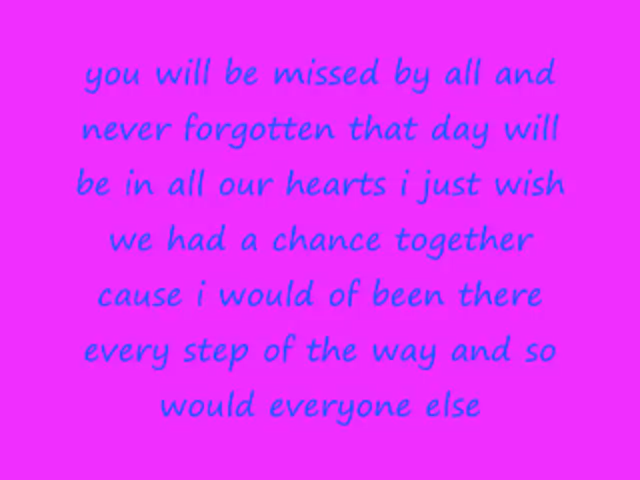 you will be missed by all and
never forgotten that day will
be in all our hearts i just wish
we had a chance together
cause i would of been there
every step of the way and so
would everyone else